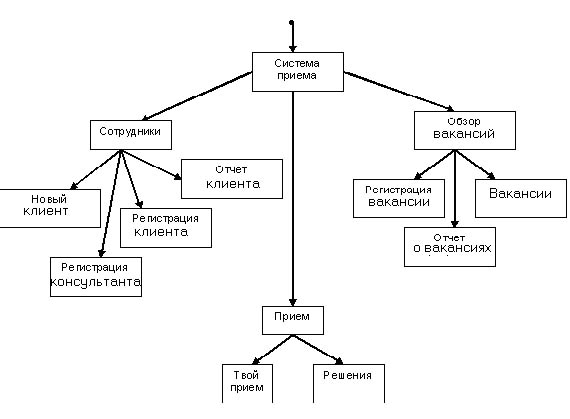 Система
приема
Сотрудники
Обзор
вакансий
Отчет
клиента
Новый
клиент
Регистрация
клиента
Регистрация
консультанта
Регистрация
вакансии
Вакансии
Отчет
о вакансиях
Прием
Твой
прием
Решения